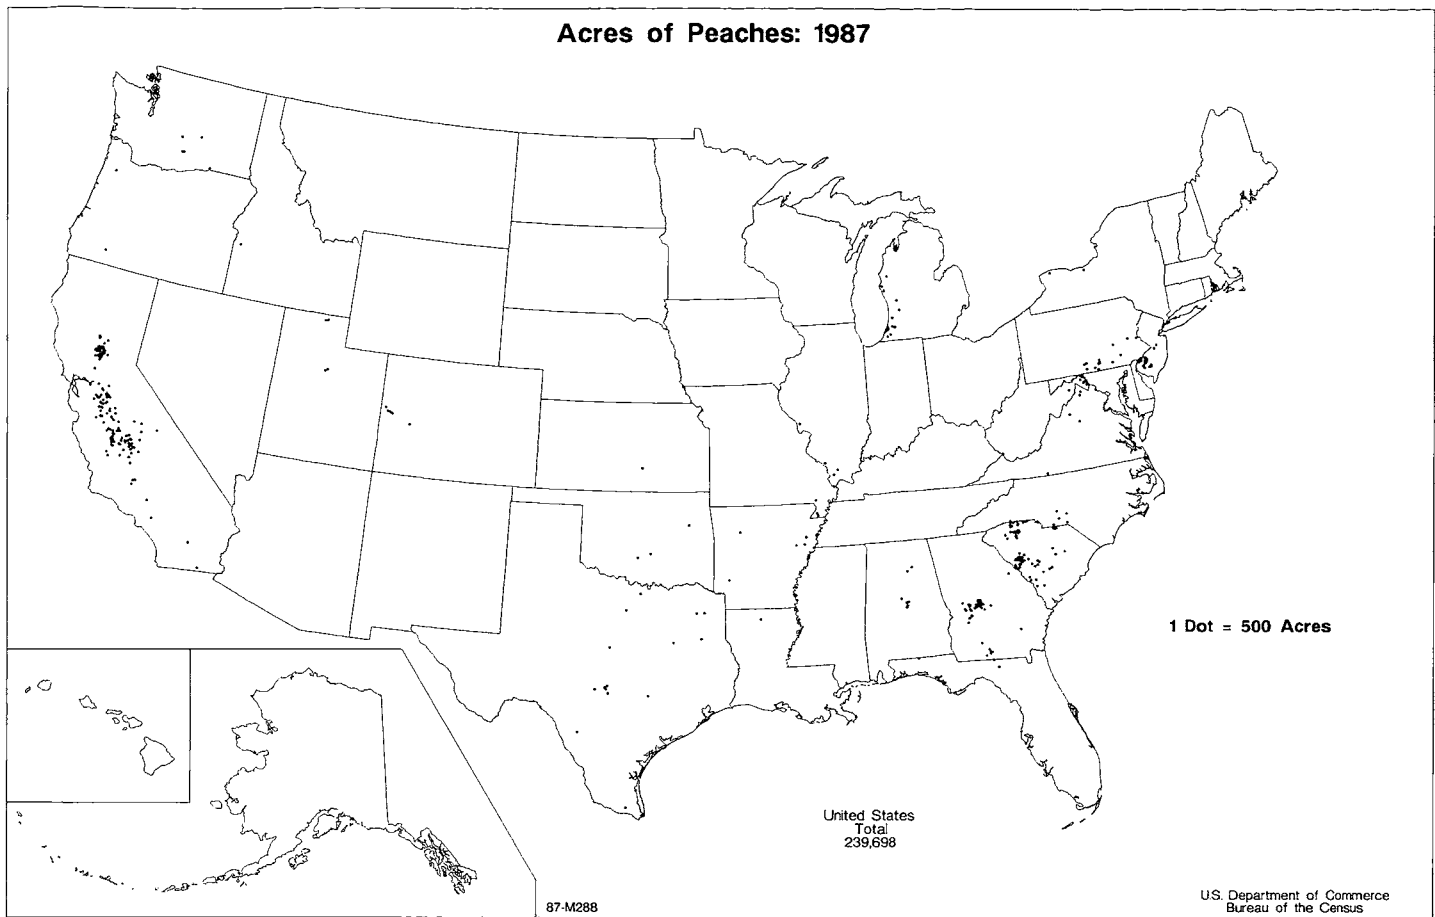 Acres of Peaches: 1987
1 Dot = 500 Acres
United States
Total
239,698
87-M288
U.S. Department of Commerce
Bureau of the Census